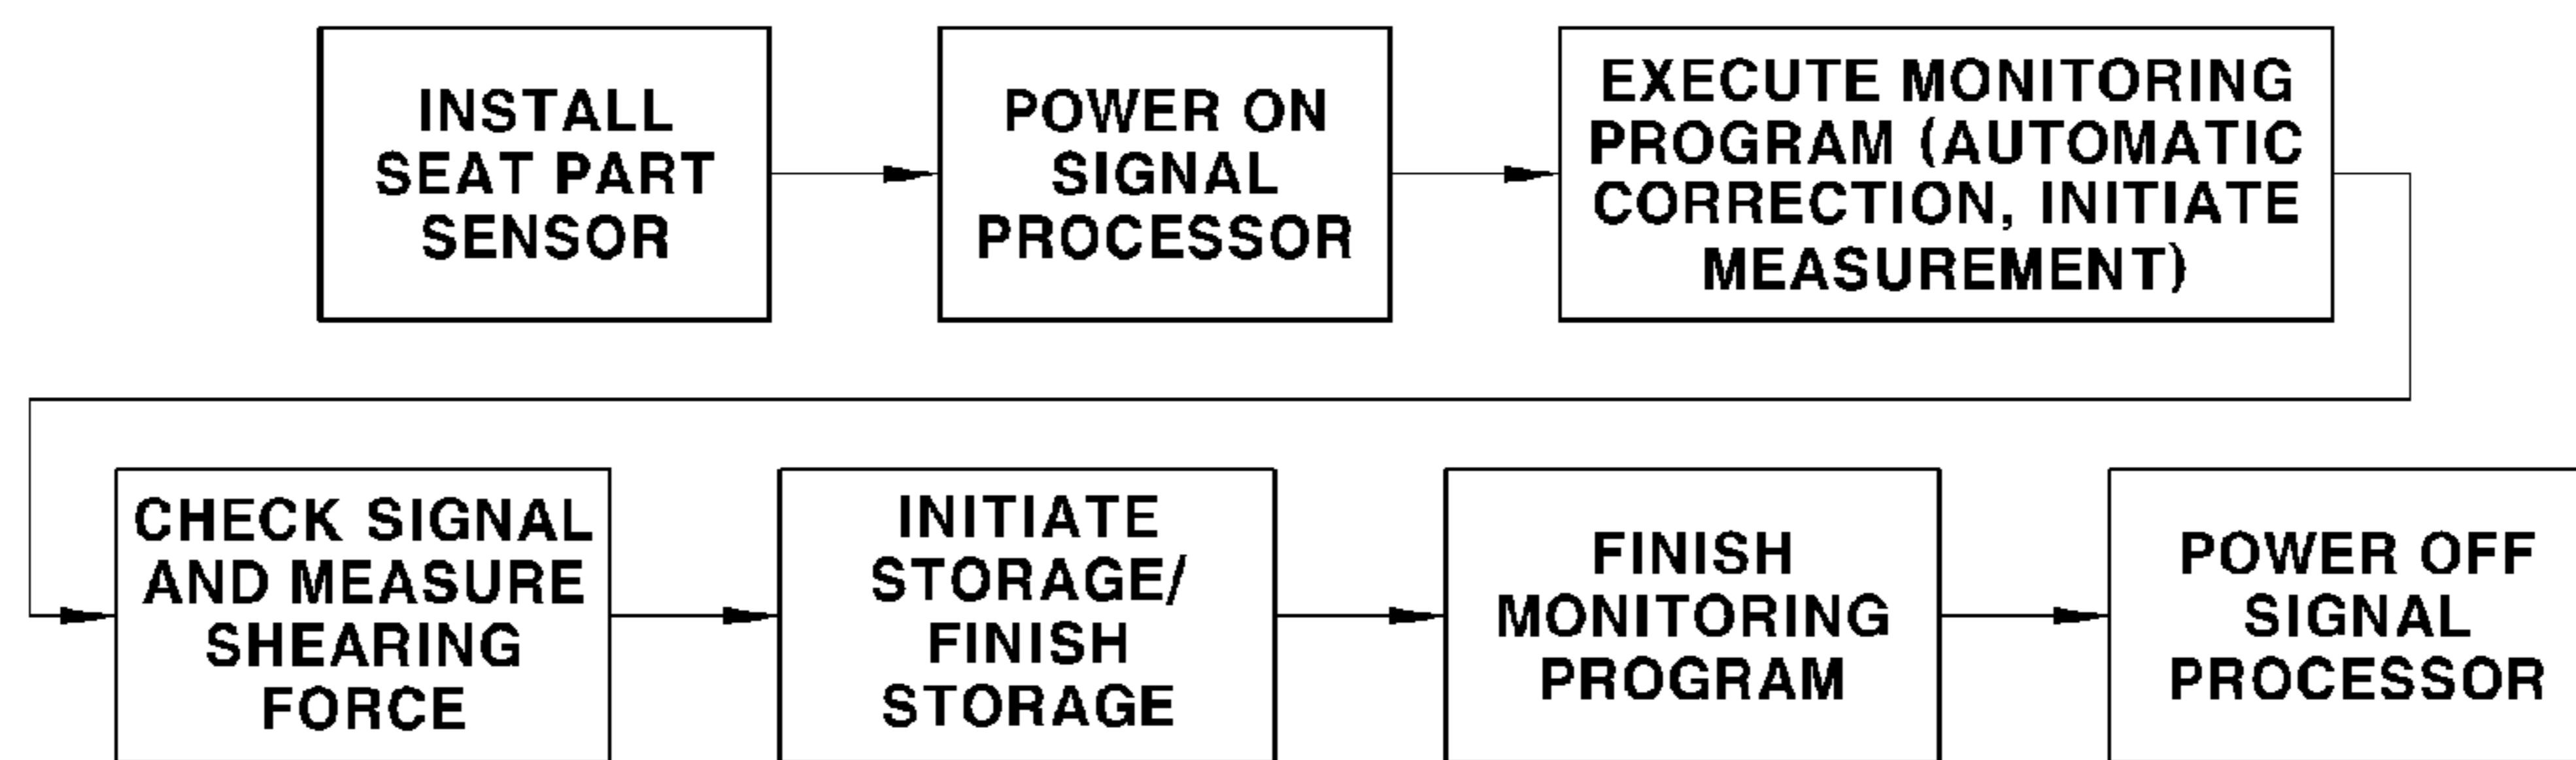 INSTALL
SEAT PART
SENSOR
POWER ON
SIGNAL
PROCESSOR
EXECUTE MONITORING
PROGRAM (AUTOMATIC
CORRECTION, INITIATE
MEASUREMENT)
CHECK SIGNAL
AND MEASURE
SHEARING
FORCE
INITIATE
STORAGE/
FINISH
STORAGE
FINISH
MONITORING
PROGRAM
POWER OFF
SIGNAL
PROCESSOR